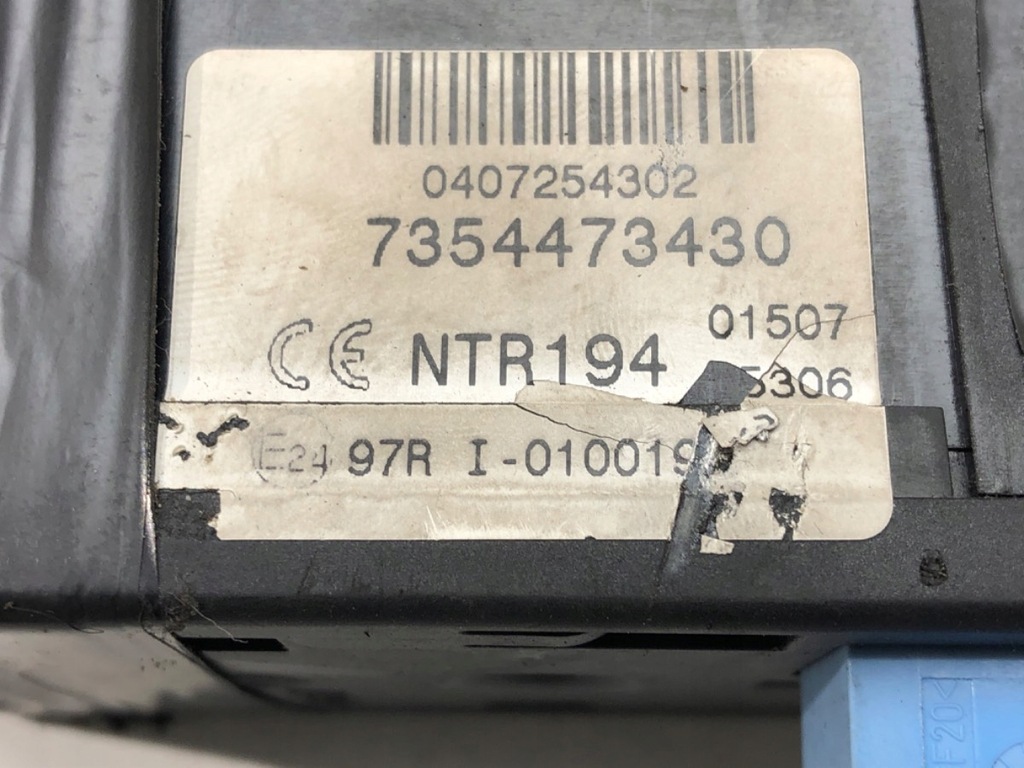 0407254302
7354473430
CE NTR194 01507
5306
E24 97R I-010019
F20<